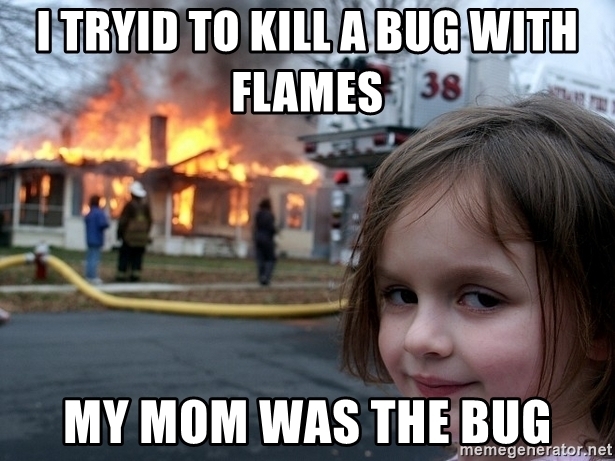 I TRYID TO KILL A BUG WITH
FLAMES
38
MY MOM WAS THE BUG
memegenerator.net